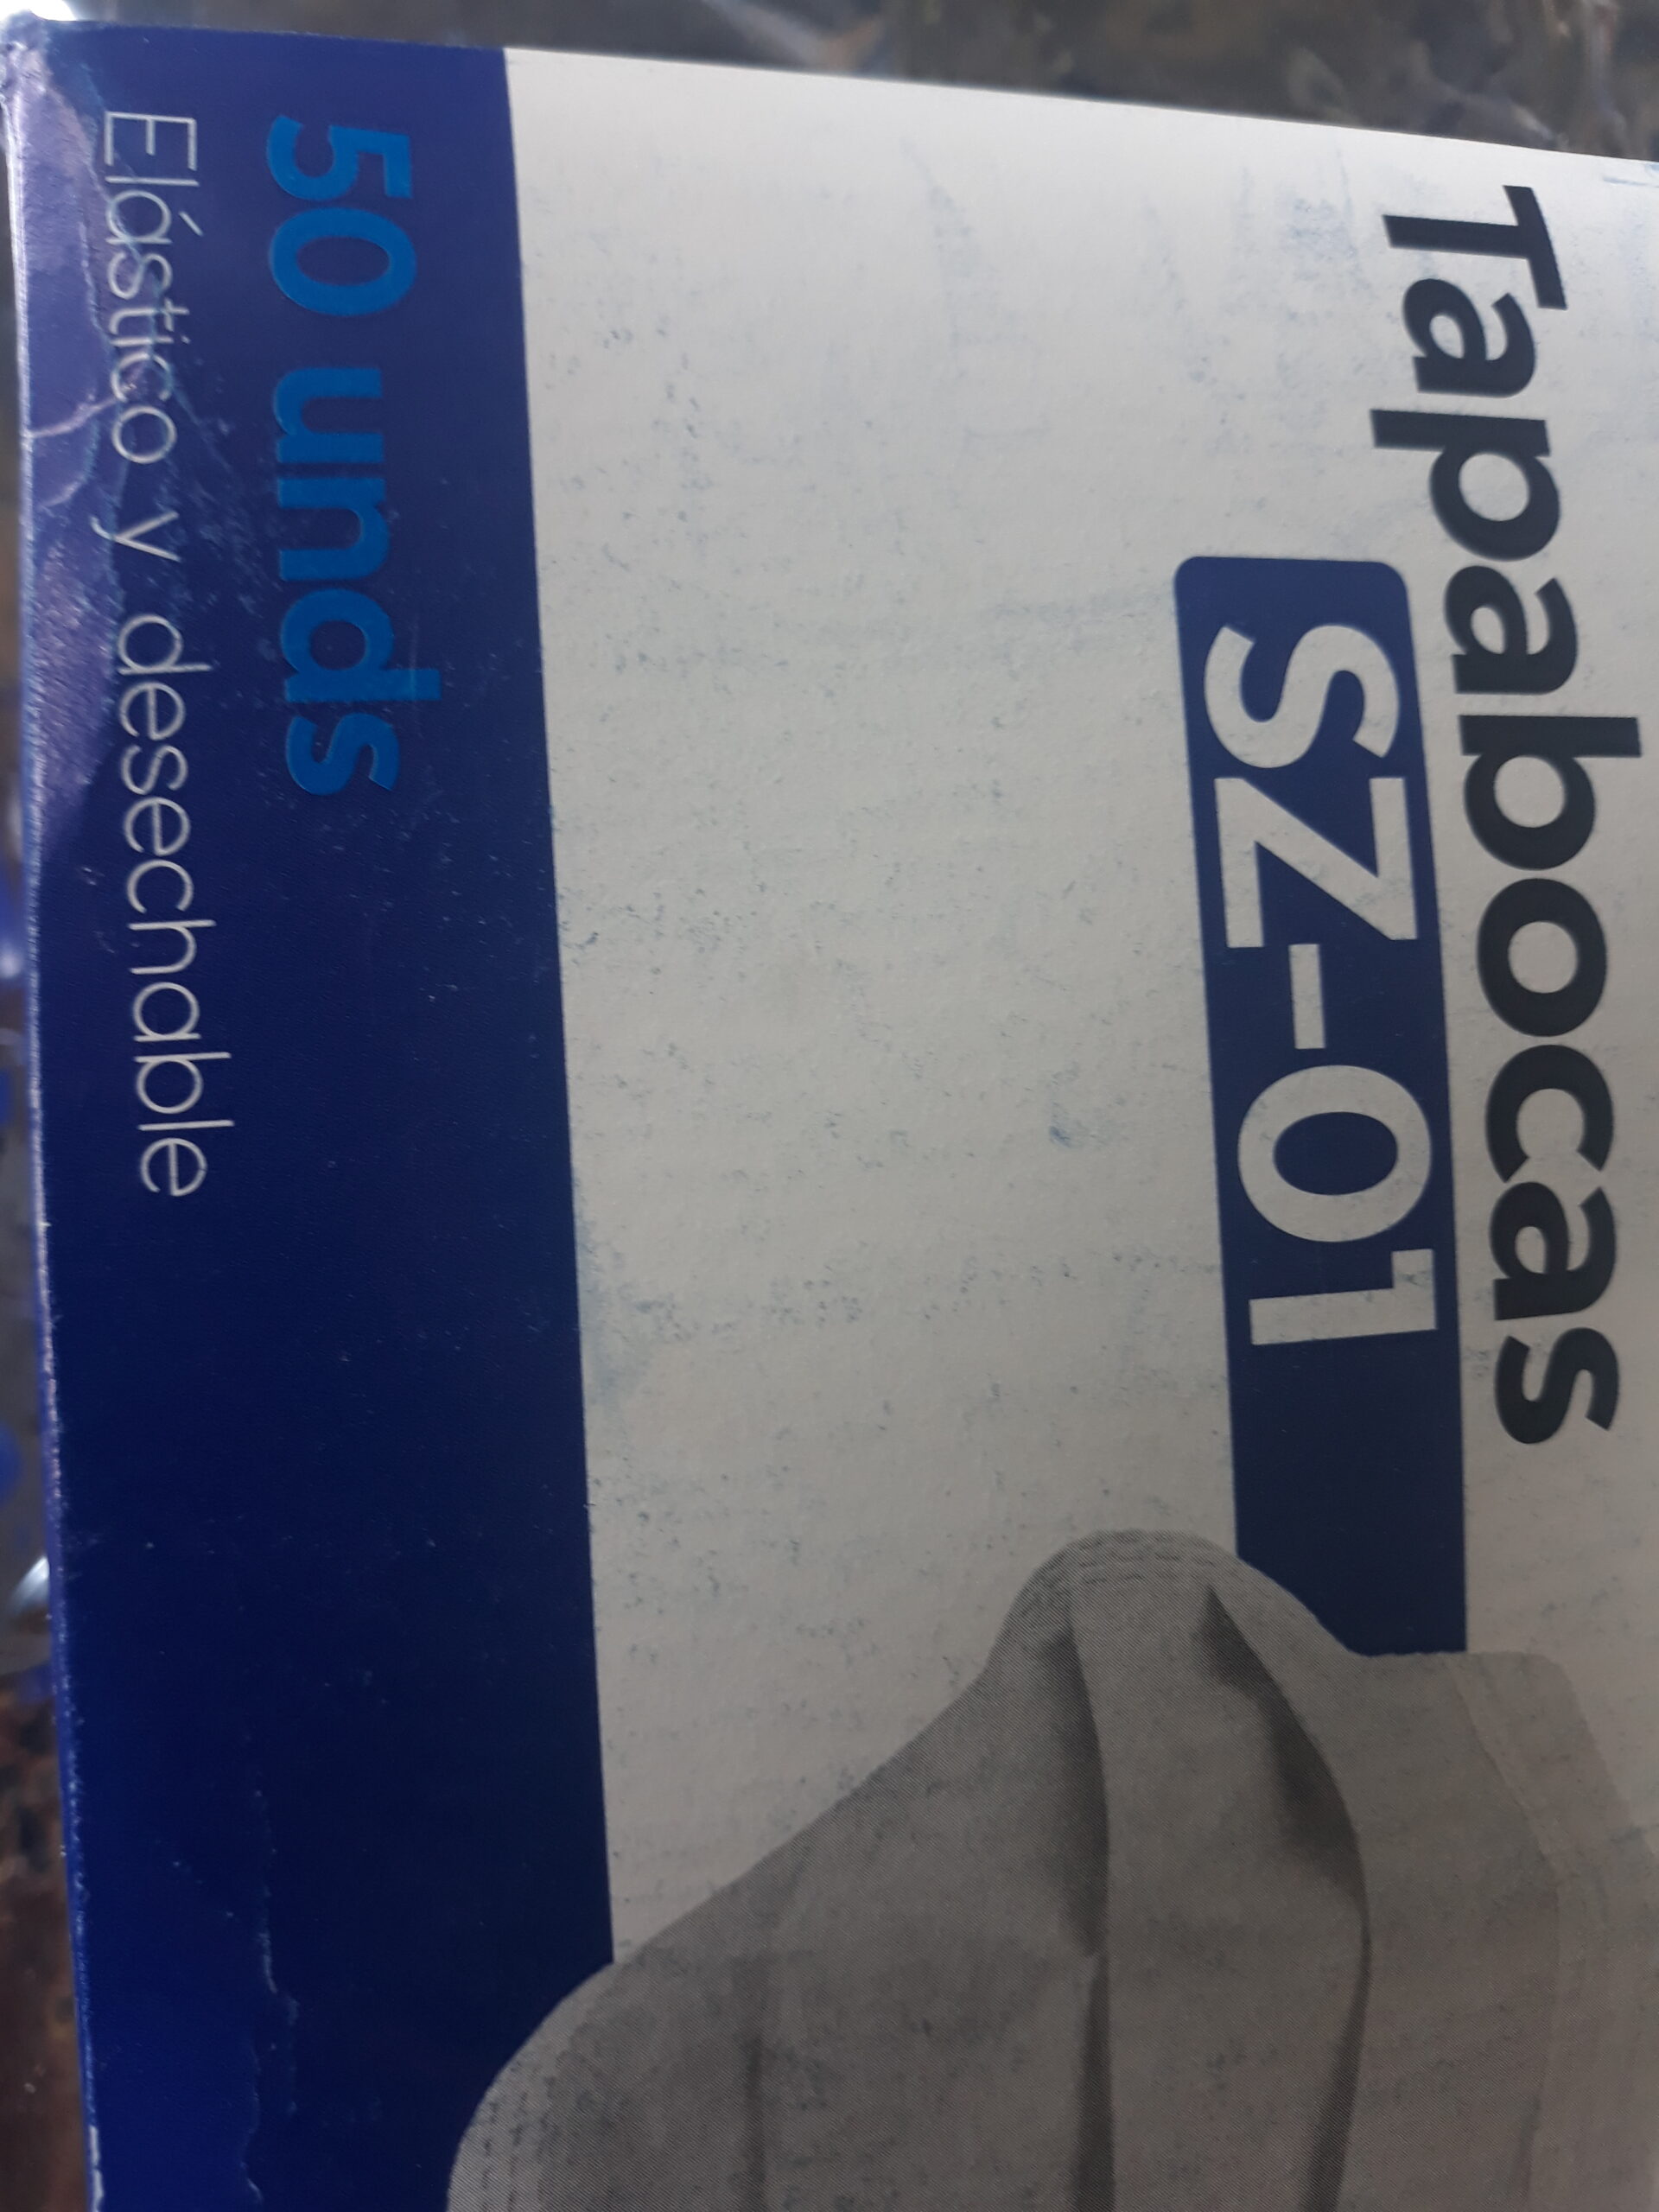 Tapabocas
SZ-01
50 unds
Elástico y desechable